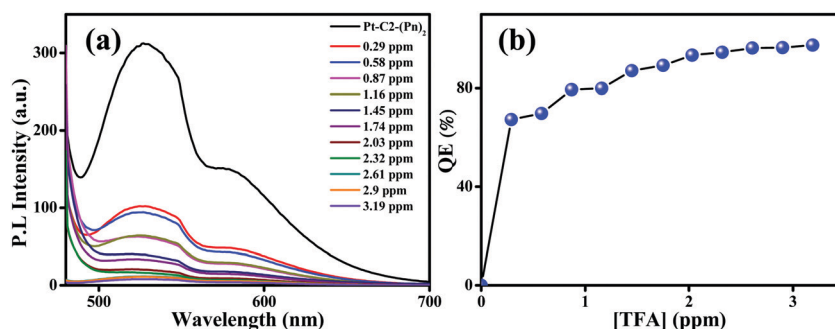 (a)
300
200
100
0
P.L Intensity (a.u.)
500
600
700
Wavelength (nm)
Pt-C2-(Pn)₂
0.29 ppm
0.58 ppm
0.87 ppm
1.16 ppm
1.45 ppm
1.74 ppm
2.03 ppm
2.32 ppm
2.61 ppm
2.9 ppm
3.19 ppm
(b)
80
40
0
QE (%)
0
1
2
3
[TFA] (ppm)